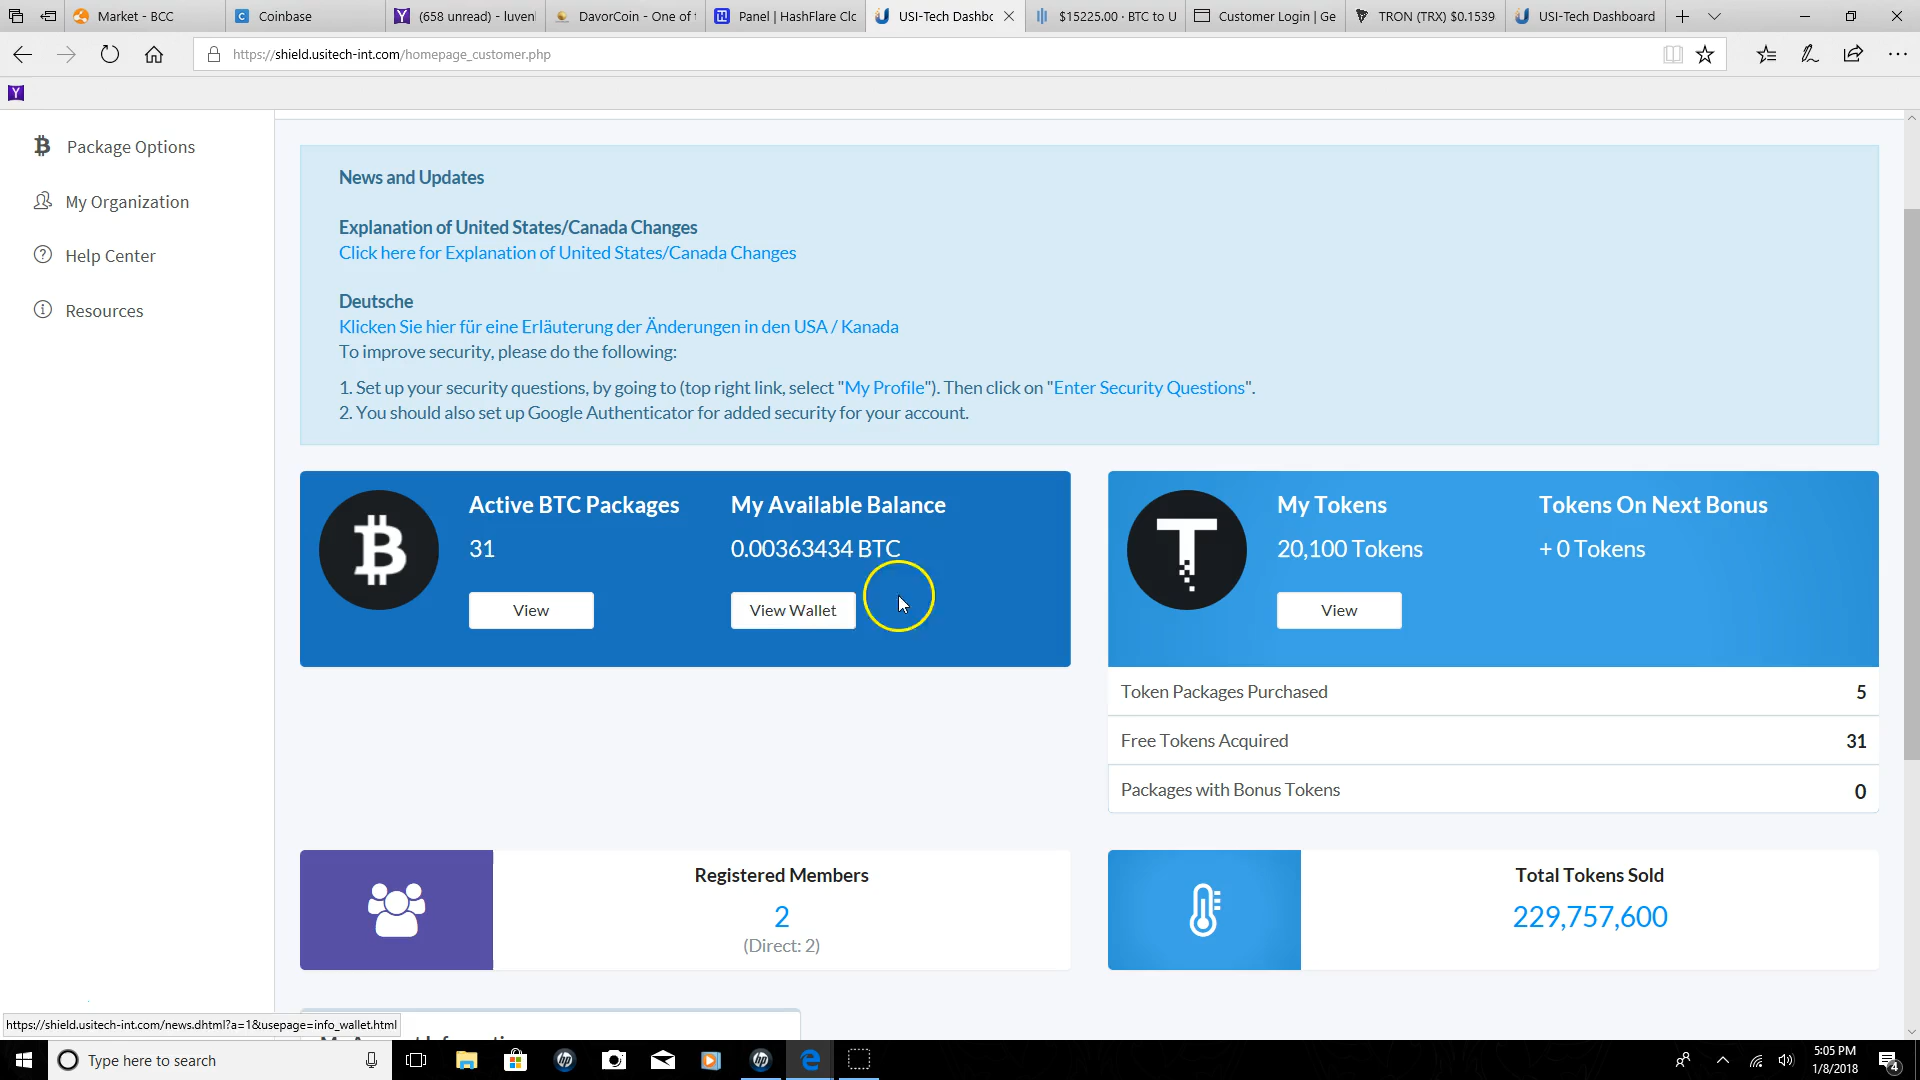 Market - BCC
Coinbase
(658 unread) - luven
DavorCoin - One of t
Panel | HashFlare Clo
USI-Tech Dashbo
$15225.00 · BTC to U
Customer Login | Ge
TRON (TRX) $0.1539
USI-Tech Dashboard
https://shield.usitech-int.com/homepage_customer.php
Package Options
My Organization
Help Center
Resources
News and Updates
Explanation of United States/Canada Changes
Click here for Explanation of United States/Canada Changes
Deutsche
Klicken Sie hier für eine Erläuterung der Änderungen in den USA / Kanada
To improve security, please do the following:
1. Set up your security questions, by going to (top right link, select "My Profile"). Then click on "Enter Security Questions".
2. You should also set up Google Authenticator for added security for your account.
Active BTC Packages
31
View
My Available Balance
0.00363434 BTC
View Wallet
My Tokens
20,100 Tokens
View
Tokens On Next Bonus
+ 0 Tokens
Token Packages Purchased 5
Free Tokens Acquired 31
Packages with Bonus Tokens 0
Registered Members
2
(Direct: 2)
Total Tokens Sold
229,757,600
https://shield.usitech-int.com/news.dhtml?a=1&usepage=info_wallet.html
Type here to search
5:05 PM
1/8/2018
4